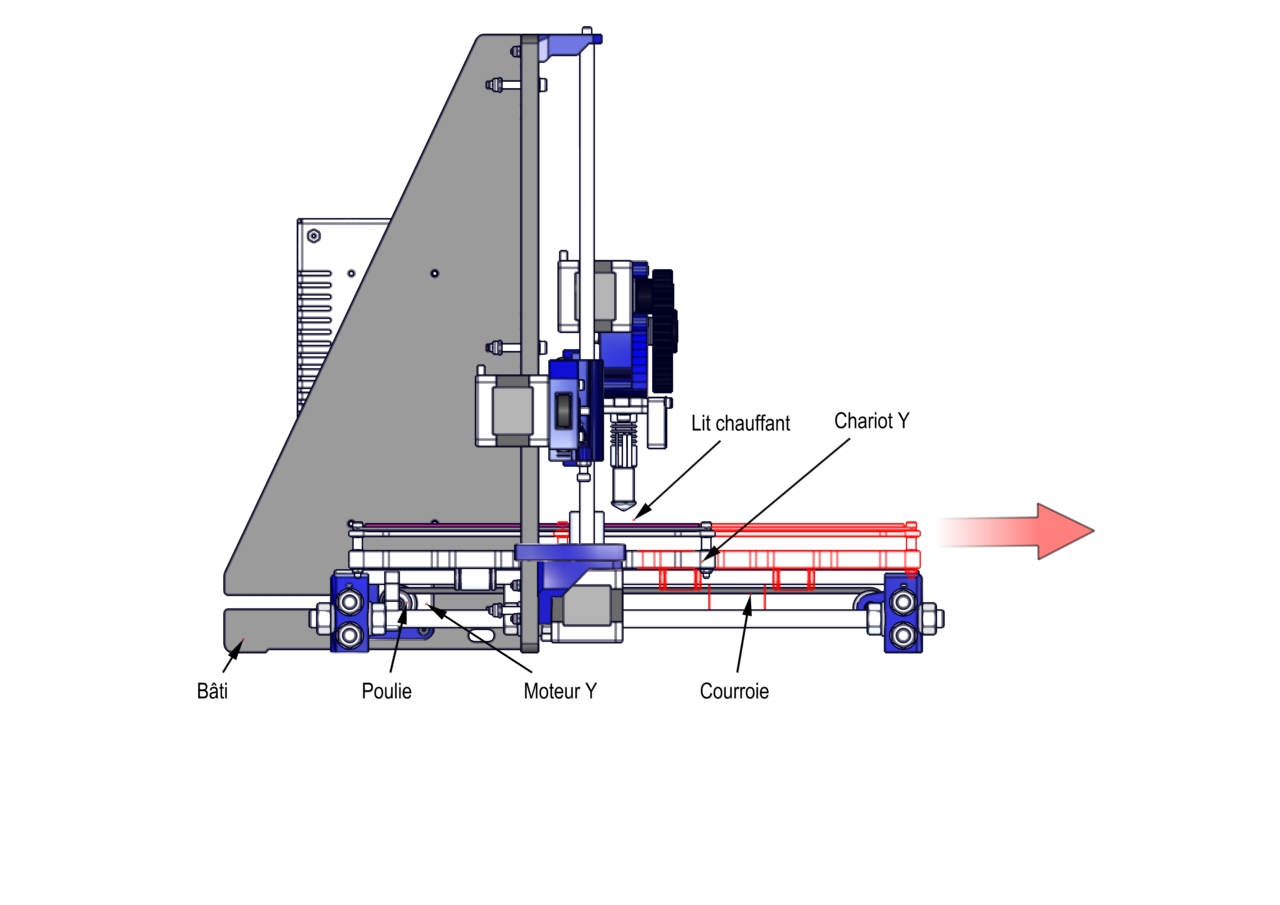 Lit chauffant
Chariot Y
Bâti
Poulie
Moteur Y
Courroie